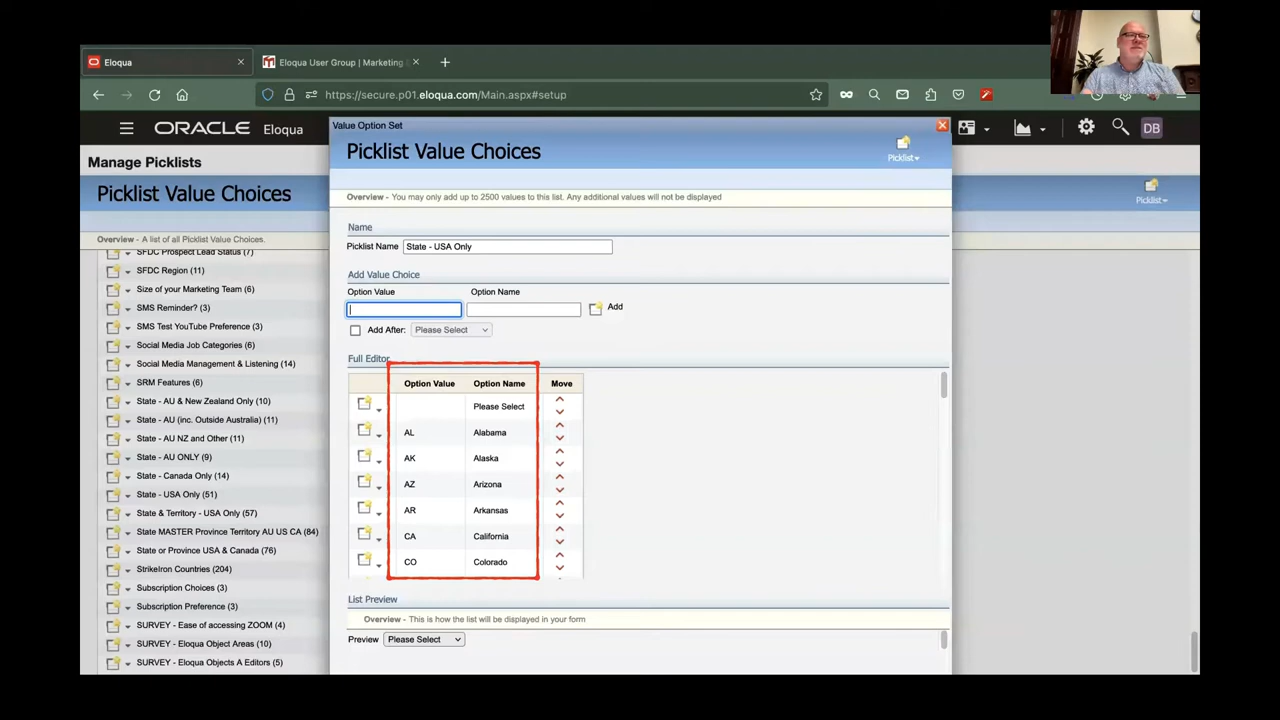 Eloqua
Eloqua User Group | Marketing
https://secure.p01.eloqua.com/Main.aspx#setup
ORACLE Eloqua
DB
Manage Picklists
Picklist Value Choices
Picklist
Overview - A list of all Picklist Value Choices.
SFDC Prospect Lead Status (7)
SFDC Region (11)
Size of your Marketing Team (6)
SMS Reminder? (3)
SMS Test YouTube Preference (3)
Social Media Job Categories (6)
Social Media Management & Listening (14)
SRM Features (6)
State - AU & New Zealand Only (10)
State - AU (inc. Outside Australia) (11)
State - AU NZ and Other (11)
State - AU ONLY (9)
State - Canada Only (14)
State - USA Only (51)
State & Territory - USA Only (57)
State MASTER Province Territory AU US CA (84)
State or Province USA & Canada (76)
StrikeIron Countries (204)
Subscription Choices (3)
Subscription Preference (3)
SURVEY - Ease of accessing ZOOM (4)
SURVEY - Eloqua Object Areas (10)
SURVEY - Eloqua Objects A Editors (5)
Value Option Set
Picklist Value Choices
Picklist
Overview - You may only add up to 2500 values to this list. Any additional values will not be displayed
Name
Picklist Name State - USA Only
Add Value Choice
Option Value Option Name
Add
Add After: Please Select
Full Editor
Option Value Option Name Move
Please Select
AL Alabama
AK Alaska
AZ Arizona
AR Arkansas
CA California
CO Colorado
List Preview
Overview - This is how the list will be displayed in your form
Preview Please Select